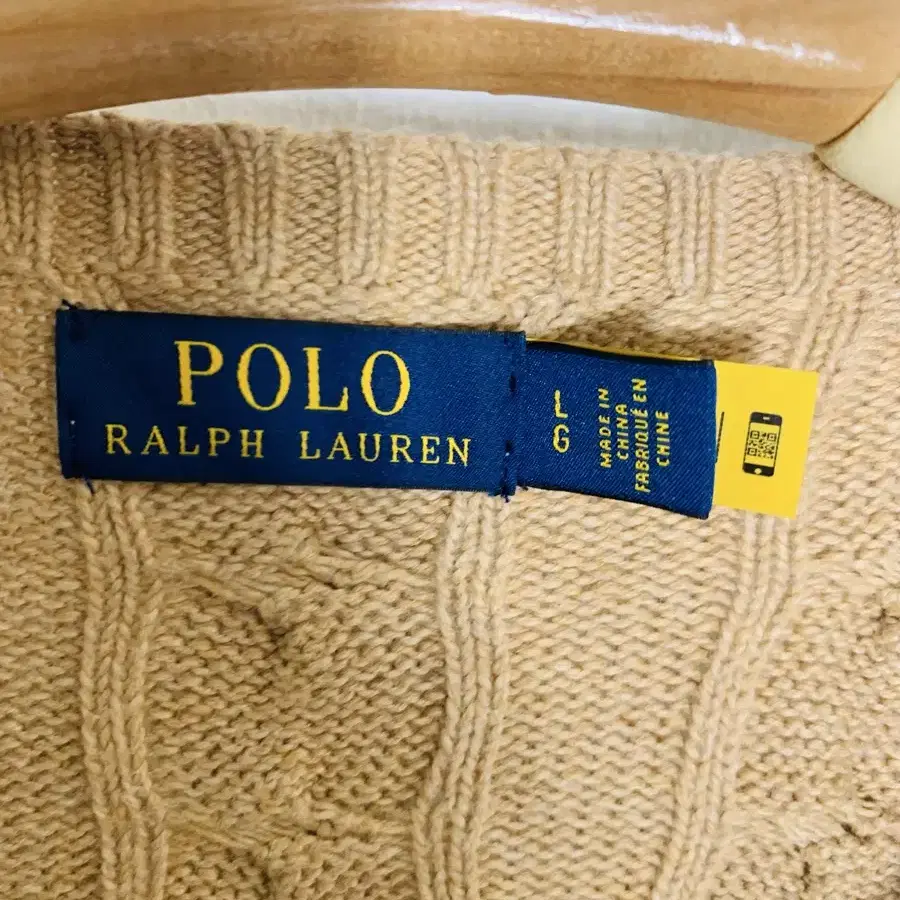 POLO
RALPH LAUREN
L
G
MADE IN
CHINA
FABRIQUÉ EN
CHINE